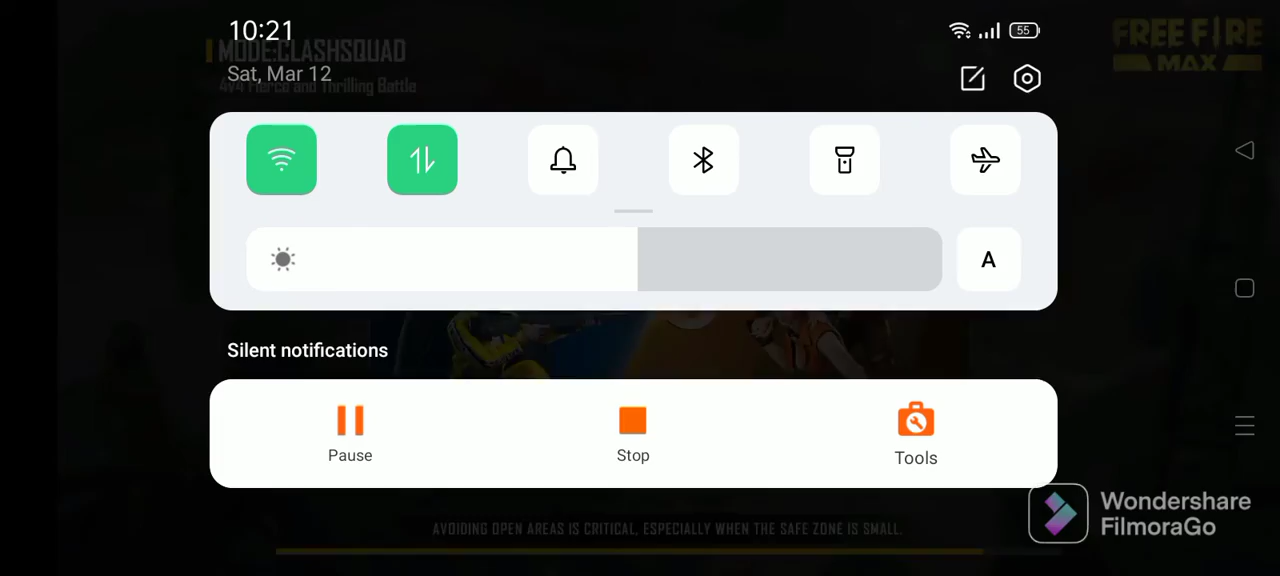 10:21
55
MODE:CLASHSQUAD
Sat, Mar 12
4v4 Fierce and Thrilling Battle
FREE FIRE
MAX
A
Silent notifications
Pause
Stop
Tools
Wondershare
FilmoraGo
AVOIDING OPEN AREAS IS CRITICAL, ESPECIALLY WHEN THE SAFE ZONE IS SMALL.